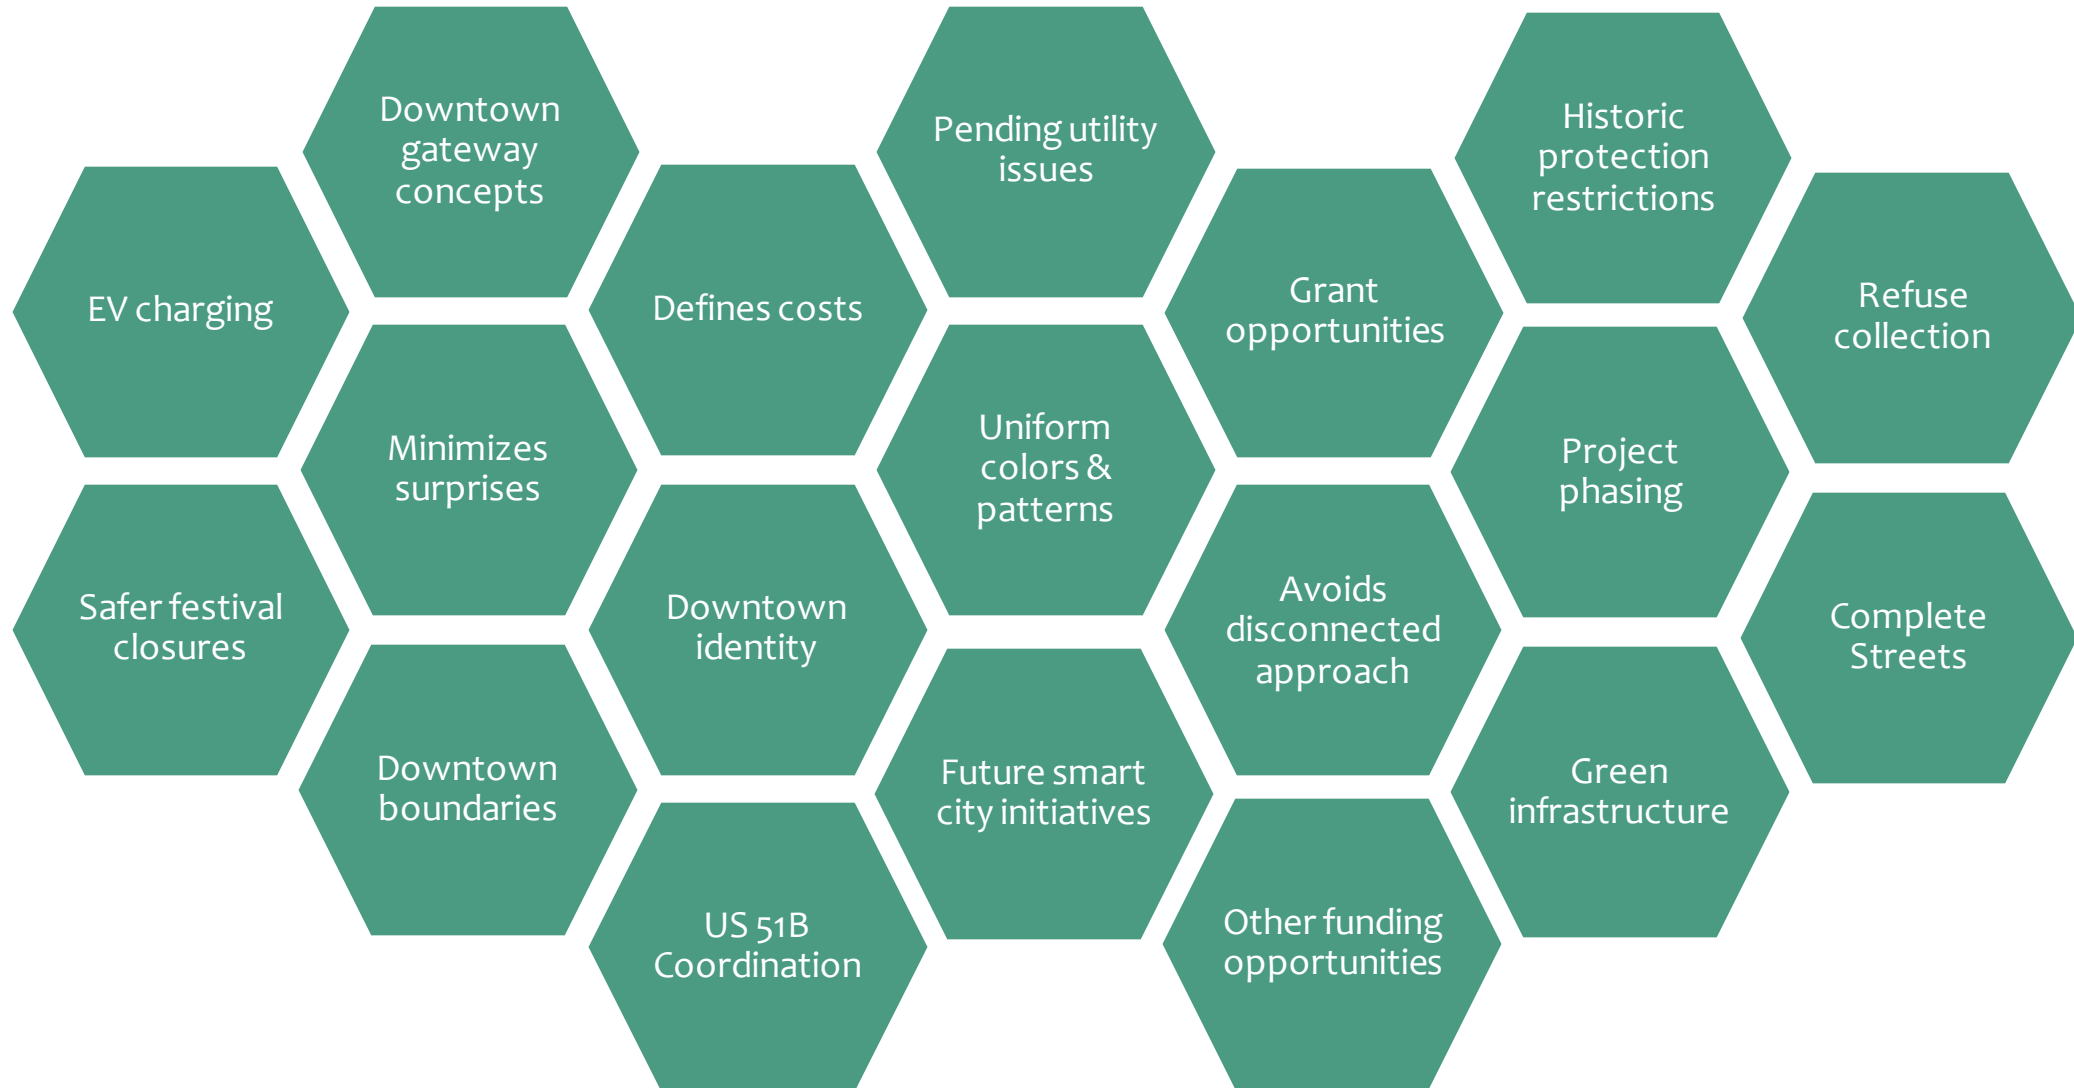 Downtown
gateway
concepts
Pending utility
issues
Historic
protection
restrictions
EV charging
Defines costs
Grant
opportunities
Refuse
collection
Minimizes
surprises
Uniform
colors &
patterns
Project
phasing
Safer festival
closures
Downtown
identity
Avoids
disconnected
approach
Complete
Streets
Downtown
boundaries
Future smart
city initiatives
Green
infrastructure
US 51B
Coordination
Other funding
opportunities